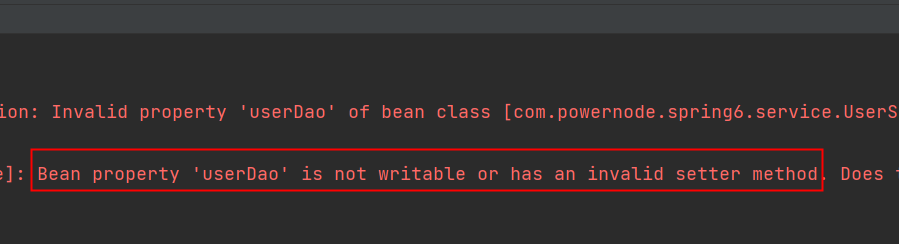 ion: Invalid property 'userDao' of bean class [com.powernode.spring6.service.UserS
e]: Bean property 'userDao' is not writable or has an invalid setter method. Does